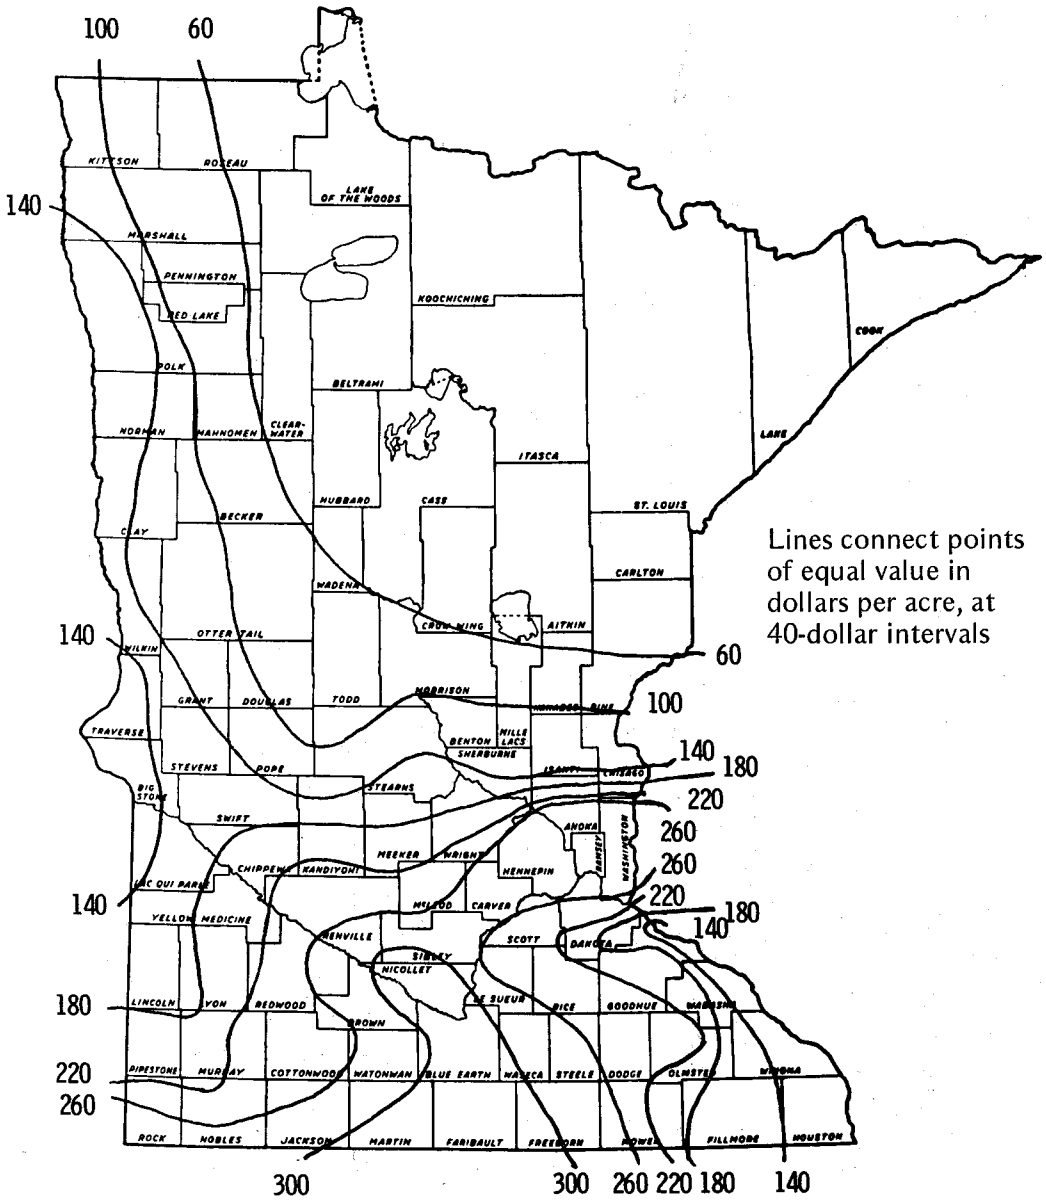 100
60
KITTSON
ROSEAU
LAKE
OF THE WOODS
140
MARSHALL
PENNINGTON
RED LAKE
KOOCHICHING
COOK
POLK
BELTRAMI
NORMAN
MAHNOMEN
CLEAR-
WATER
LAKE
ITASCA
HUBBARD
CASS
ST. LOUIS
BECKER
CLAY
Lines connect points
of equal value in
dollars per acre, at
40-dollar intervals
CARLTON
WADENA
CROW WING
AITKIN
140
OTTER TAIL
WILKIN
60
GRANT
DOUGLAS
TODD
MORRISON
KANABEC
PINE
100
TRAVERSE
MILLE
LACS
BENTON
SHERBURNE
140
STEVENS
POPE
ISANTI
CHISAGO
180
BIG
STONE
STEARNS
220
SWIFT
ANOKA
RAMSEY
WASHINGTON
260
MEEKER
WRIGHT
CHIPPEWA
KANDIYOHI
HENNEPIN
260
LAC QUI PARLE
220
140
McLEOD
CARVER
180
YELLOW MEDICINE
140
RENVILLE
SCOTT
DAKOTA
SIBLEY
NICOLLET
180
LINCOLN
LYON
REDWOOD
LE SUEUR
RICE
GOODHUE
WABASHA
BROWN
220
PIPESTONE
MURRAY
COTTONWOOD
WATONWAN
BLUE EARTH
WASECA
STEELE
DODGE
OLMSTED
WINONA
260
ROCK
NOBLES
JACKSON
MARTIN
FARIBAULT
FREEBORN
MOWER
FILLMORE
HOUSTON
300
300
260
220
180
140